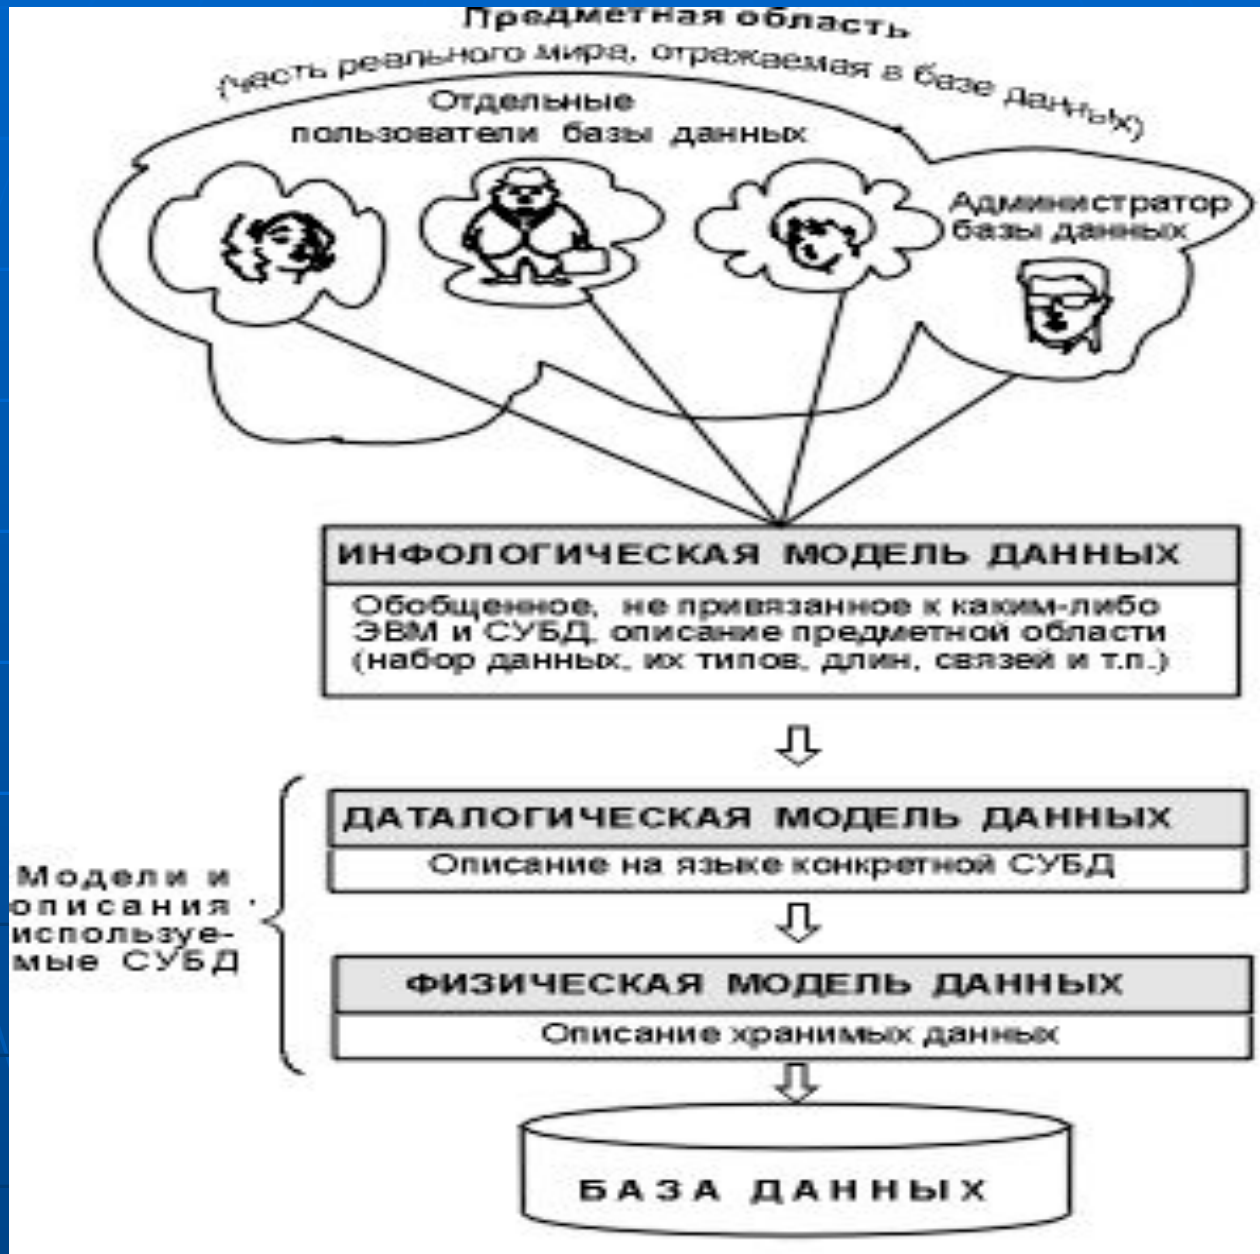 Предметная область
(часть реального мира, отражаемая в базе данных)
Отдельные
пользователи базы данных
Администратор
базы данных
ИНФОЛОГИЧЕСКАЯ МОДЕЛЬ ДАННЫХ
Обобщенное, не привязанное к каким-либо
ЭВМ и СУБД, описание предметной области
(набор данных, их типов, длин, связей и т.п.)
ДАТАЛОГИЧЕСКАЯ МОДЕЛЬ ДАННЫХ
Описание на языке конкретной СУБД
Модели и
описания
используе-
мые СУБД
ФИЗИЧЕСКАЯ МОДЕЛЬ ДАННЫХ
Описание хранимых данных
БАЗА ДАННЫХ